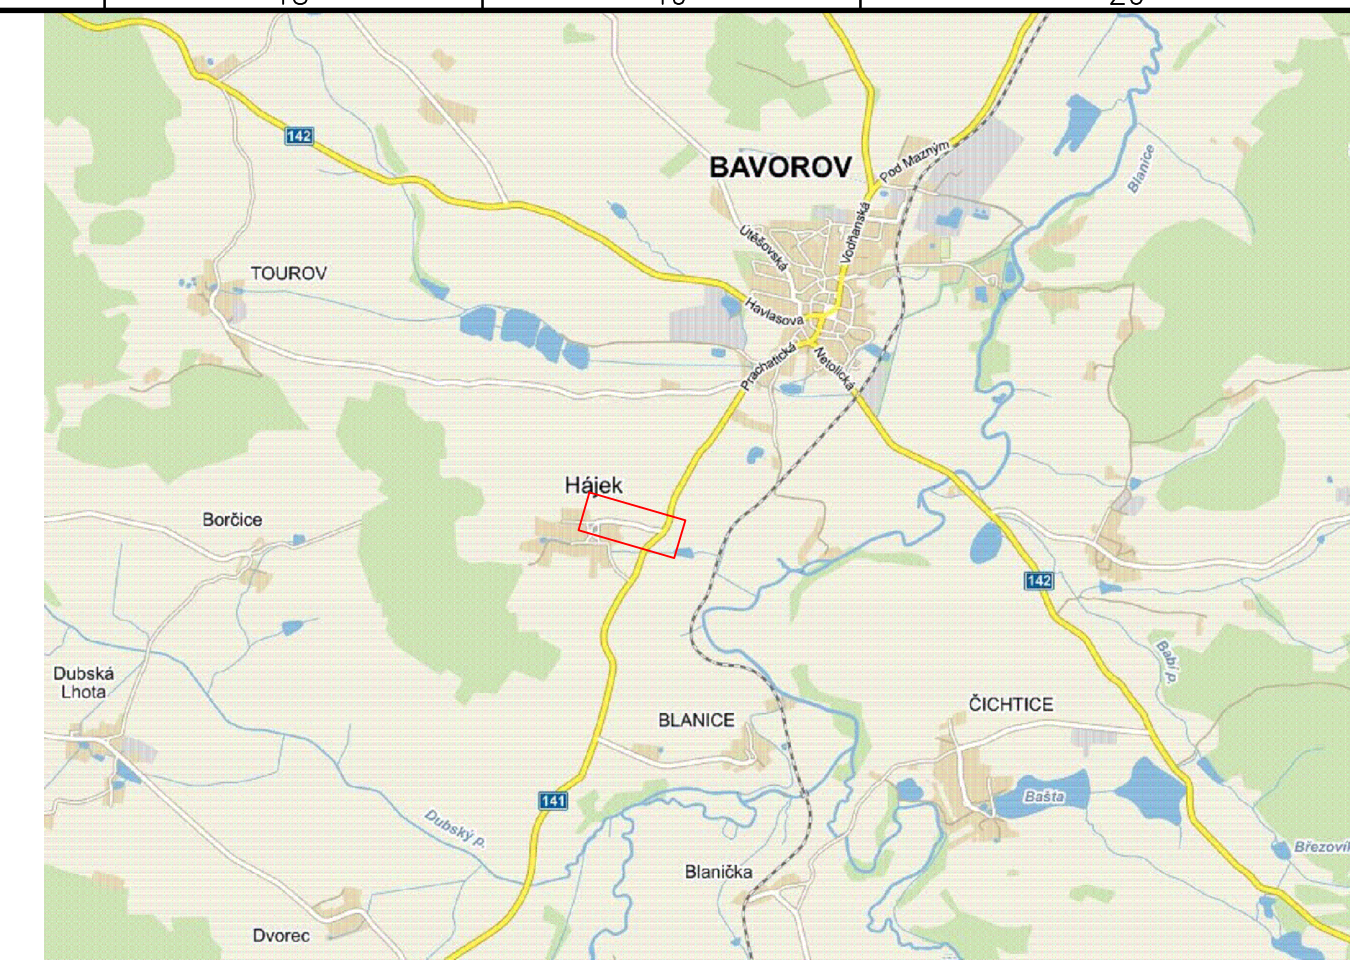 142
BAVOROV
Pod Mazným
Blanice
Vodňanská
Útěšovská
TOUROV
Havlasova
Prachatická
Netolická
Hájek
Borčice
142
Babí p.
Dubská
Lhota
ČICHTICE
BLANICE
141
Bašta
Dubský p.
Blanička
Dvorec